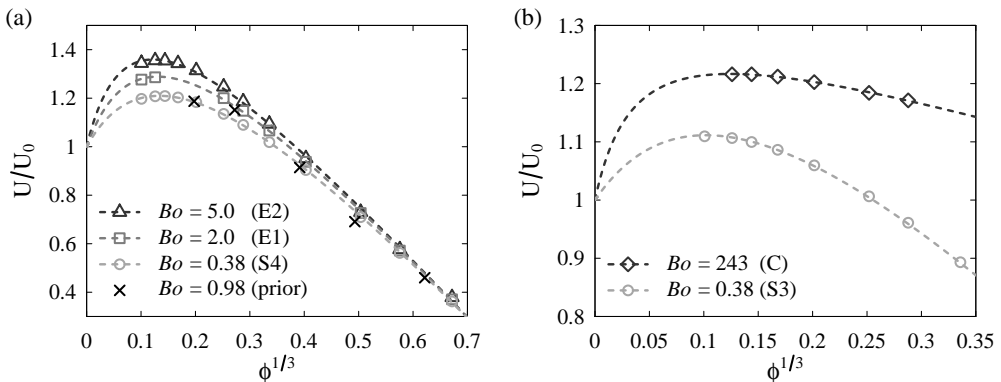 (a)
U/U0
1.4
1.2
1
0.8
0.6
0.4
Bo = 5.0 (E2)
Bo = 2.0 (E1)
Bo = 0.38 (S4)
Bo = 0.98 (prior)
0 0.1 0.2 0.3 0.4 0.5 0.6 0.7
ϕ1/3
(b)
U/U0
1.3
1.2
1.1
1
0.9
0.8
Bo = 243 (C)
Bo = 0.38 (S3)
0 0.05 0.1 0.15 0.2 0.25 0.3 0.35
ϕ1/3